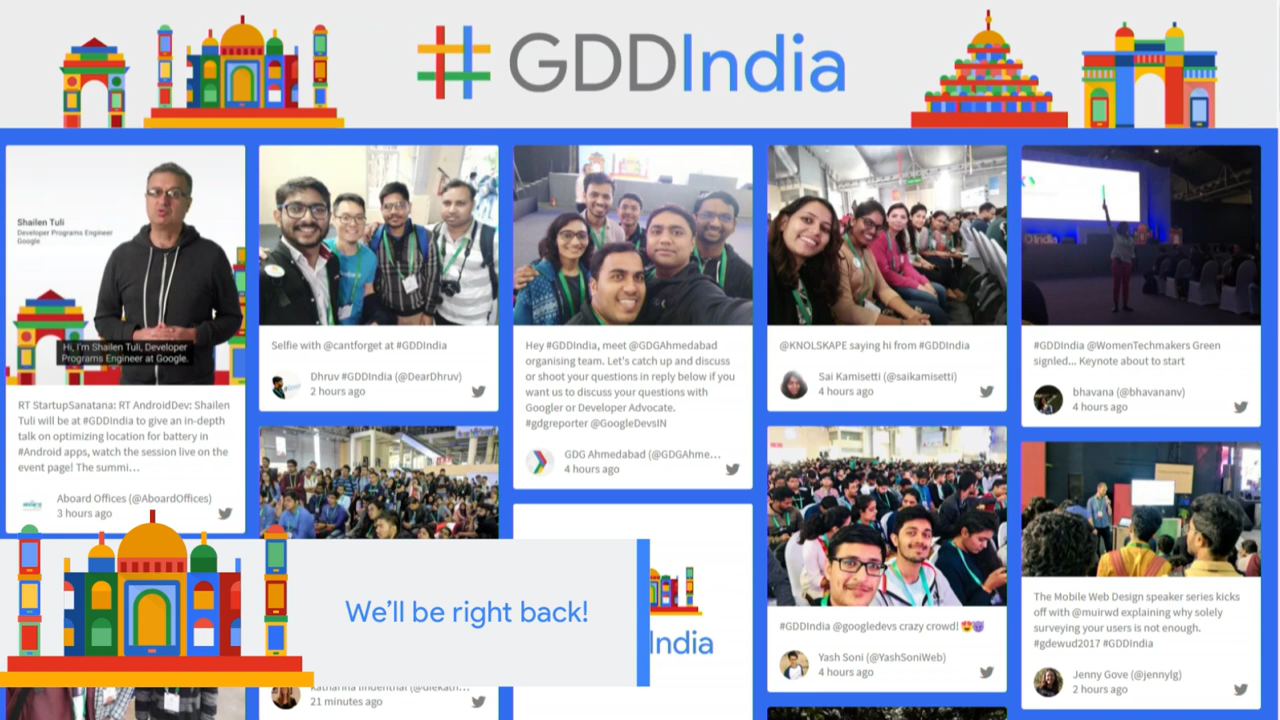 #GDDIndia
Shailen Tuli
Developer Programs Engineer
Google
Hi, I'm Shailen Tuli, Developer
Programs Engineer at Google.
RT StartupSanatana: RT AndroidDev: Shailen
Tuli will be at #GDDIndia to give an in-depth
talk on optimizing location for battery in
#Android apps, watch the session live on the
event page! The summi…
Aboard Offices (@AboardOffices)
3 hours ago
Selfie with @cantforget at #GDDIndia
Dhruv #GDDIndia (@DearDhruv)
2 hours ago
21 minutes ago
Hey #GDDIndia, meet @GDGAhmedabad
organising team. Let's catch up and discuss
or shoot your questions in reply below if you
want us to discuss your questions with
Googler or Developer Advocate.
#gdgreporter @GoogleDevsIN
GDG Ahmedabad (@GDGAhme…
4 hours ago
India
@KNOLSKAPE saying hi from #GDDIndia
Sai Kamisetti (@saikamisetti)
4 hours ago
#GDDIndia @googledevs crazy crowd!😍😈
Yash Soni (@YashSoniWeb)
4 hours ago
#GDDIndia @WomenTechmakers Green
signed... Keynote about to start
bhavana (@bhavananv)
4 hours ago
The Mobile Web Design speaker series kicks
off with @muirwd explaining why solely
surveying your users is not enough.
#gdewud2017 #GDDIndia
Jenny Gove (@jennylg)
2 hours ago
We'll be right back!